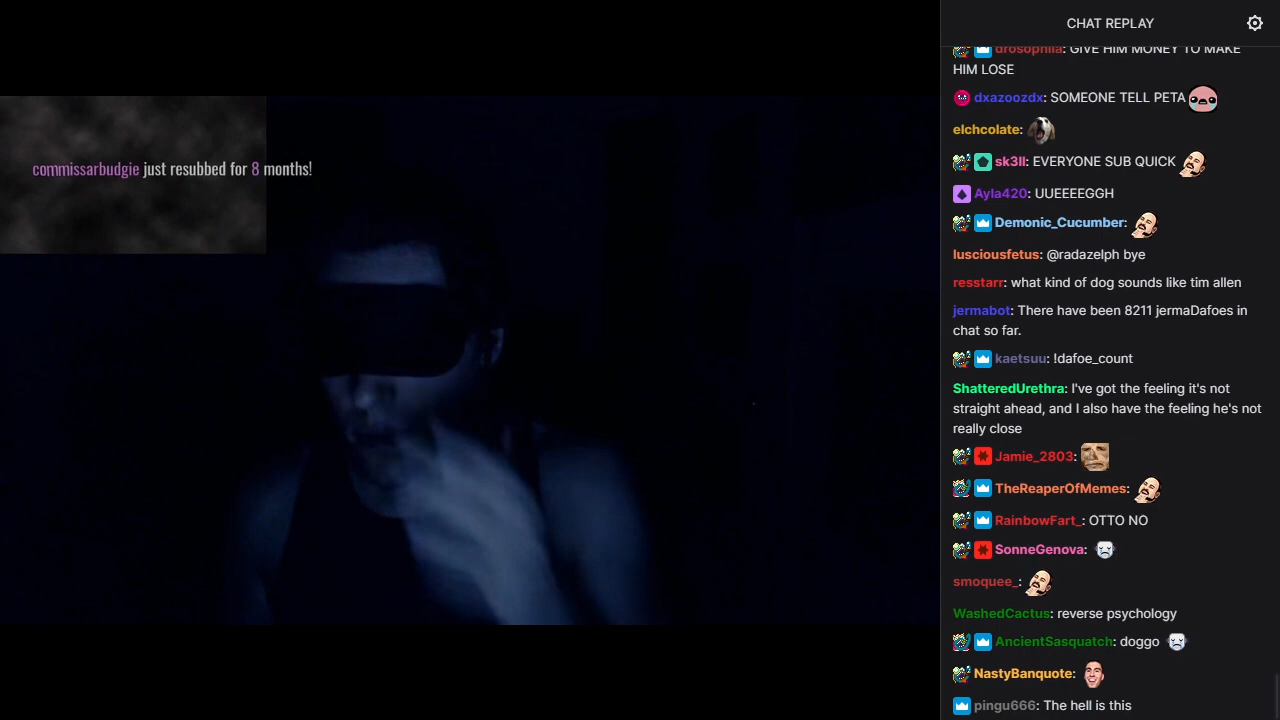 commissarbudgie just resubbed for 8 months!
CHAT REPLAY
drosophila: GIVE HIM MONEY TO MAKE
HIM LOSE
dxazoozdx: SOMEONE TELL PETA
elchcolate:
sk3ll: EVERYONE SUB QUICK
Ayla420: UUEEEEGGH
Demonic_Cucumber:
lusciousfetus: @radazelph bye
resstarr: what kind of dog sounds like tim allen
jermabot: There have been 8211 jermaDafoes in
chat so far.
kaetsuu: !dafoe_count
ShatteredUrethra: I've got the feeling it's not
straight ahead, and I also have the feeling he's not
really close
Jamie_2803:
TheReaperOfMemes:
RainbowFart_: OTTO NO
SonneGenova:
smoquee_:
WashedCactus: reverse psychology
AncientSasquatch: doggo
NastyBanquote:
pingu666: The hell is this